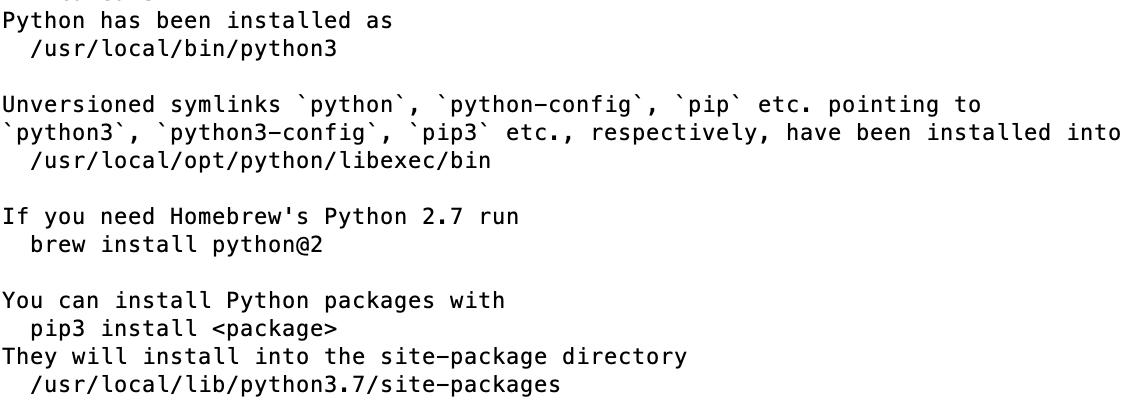 Python has been installed as
  /usr/local/bin/python3

Unversioned symlinks `python`, `python-config`, `pip` etc. pointing to
`python3`, `python3-config`, `pip3` etc., respectively, have been installed into
  /usr/local/opt/python/libexec/bin

If you need Homebrew's Python 2.7 run
  brew install python@2

You can install Python packages with
  pip3 install <package>
They will install into the site-package directory
  /usr/local/lib/python3.7/site-packages